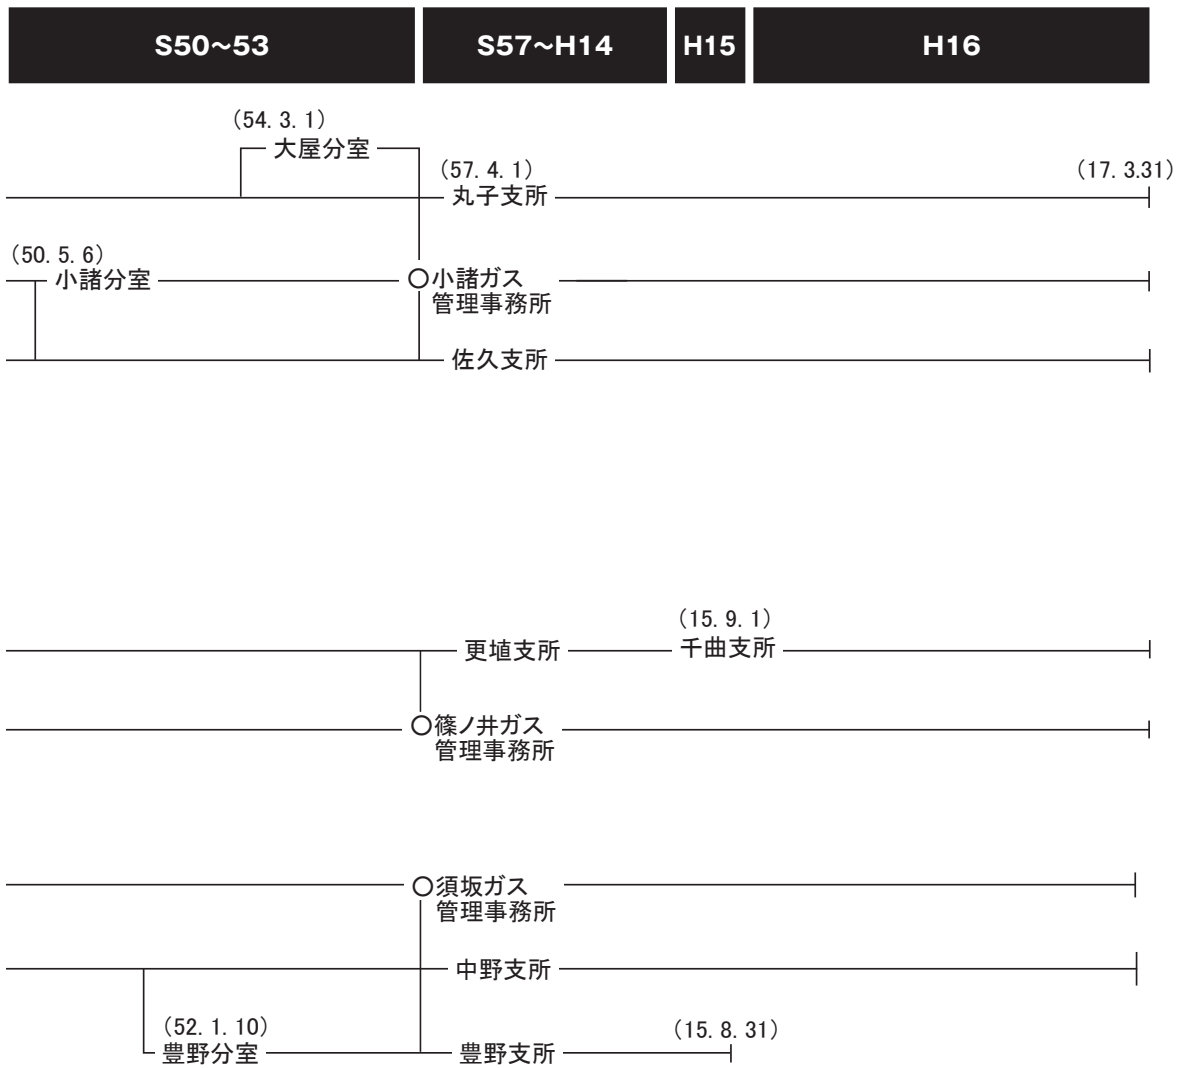 S50~53
S57~H14
H15
H16
(54. 3. 1)
大屋分室
(57. 4. 1)
(17. 3.31)
丸子支所
(50. 5. 6)
小諸分室
○小諸ガス
管理事務所
佐久支所
(15. 9. 1)
更埴支所
千曲支所
○篠ノ井ガス
管理事務所
○須坂ガス
管理事務所
中野支所
(52. 1. 10)
(15. 8. 31)
豊野分室
豊野支所